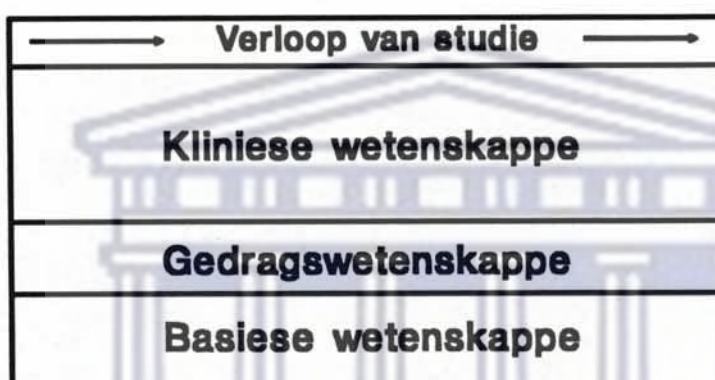 Verloop van studie
Kliniese wetenskappe
Gedragswetenskappe
Basiese wetenskappe